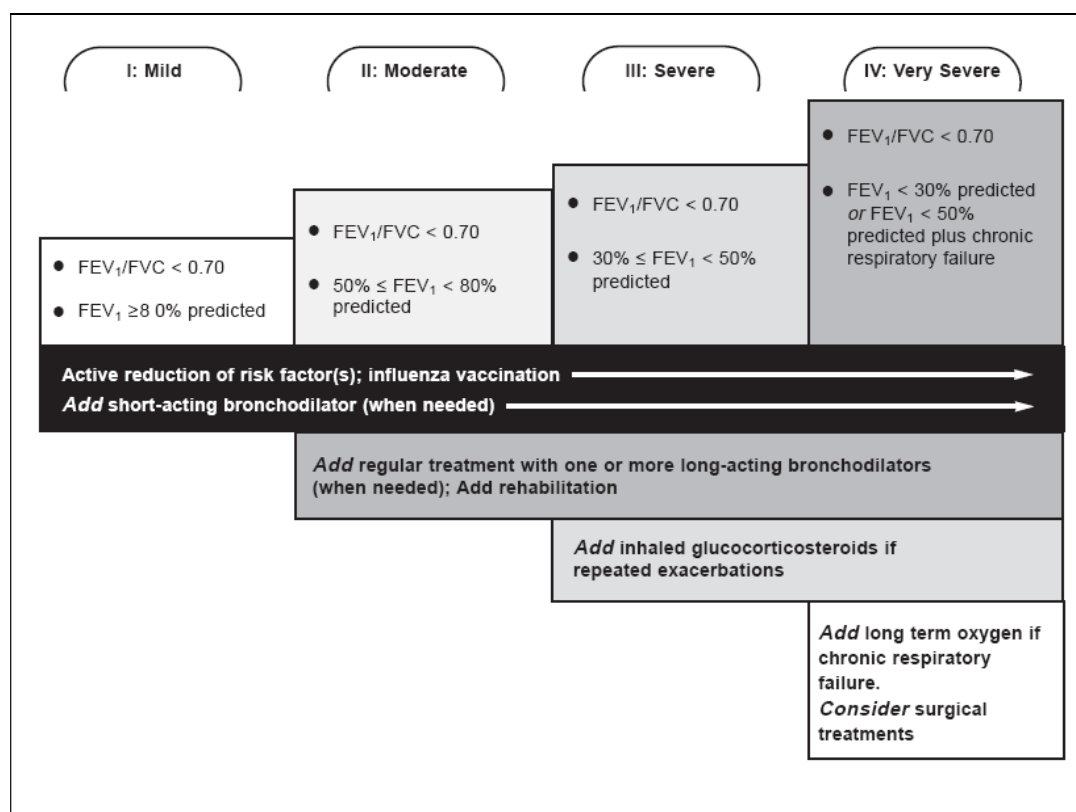 I: Mild
II: Moderate
III: Severe
IV: Very Severe
● FEV₁/FVC < 0.70
● FEV₁ ≥8 0% predicted
● FEV₁/FVC < 0.70
● 50% ≤ FEV₁ < 80%
predicted
● FEV₁/FVC < 0.70
● 30% ≤ FEV₁ < 50%
predicted
● FEV₁/FVC < 0.70
● FEV₁ < 30% predicted
or FEV₁ < 50%
predicted plus chronic
respiratory failure
Active reduction of risk factor(s); influenza vaccination
Add short-acting bronchodilator (when needed)
Add regular treatment with one or more long-acting bronchodilators
(when needed); Add rehabilitation
Add inhaled glucocorticosteroids if
repeated exacerbations
Add long term oxygen if
chronic respiratory
failure.
Consider surgical
treatments